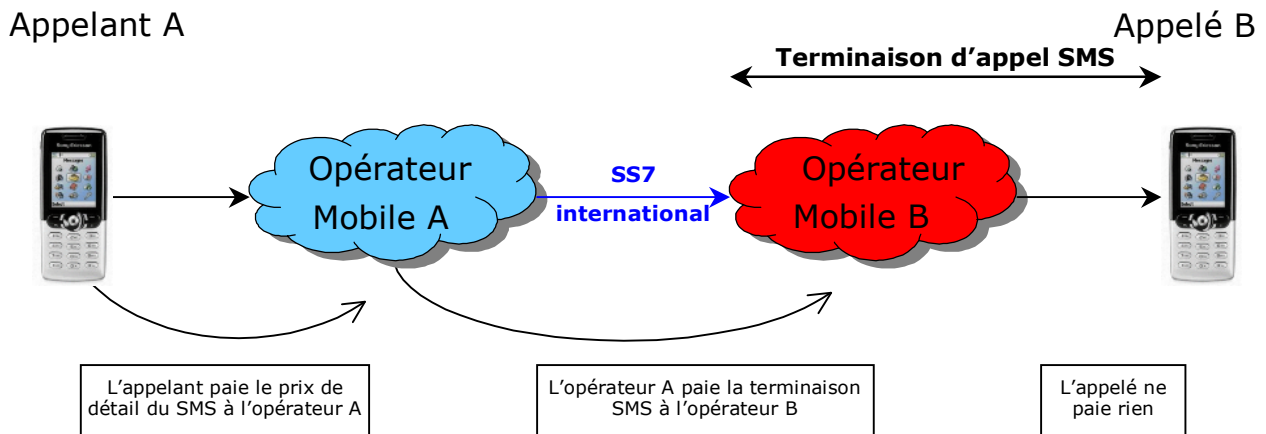 Appelant A
Appelé B
Terminaison d'appel SMS
Opérateur
Mobile A
SS7
international
Opérateur
Mobile B
L'appelant paie le prix de
détail du SMS à l'opérateur A
L'opérateur A paie la terminaison
SMS à l'opérateur B
L'appelé ne
paie rien